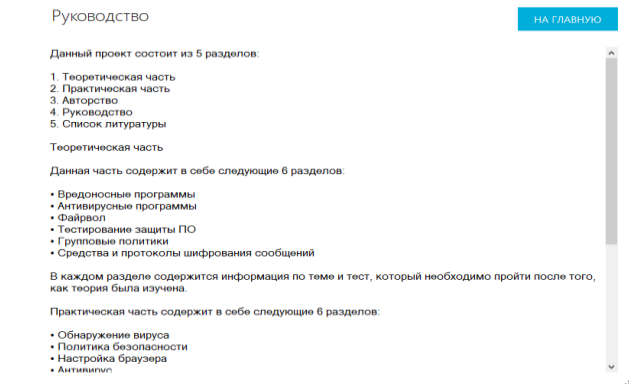 Руководство
НА ГЛАВНУЮ
Данный проект состоит из 5 разделов:
1. Теоретическая часть
2. Практическая часть
3. Авторство
4. Руководство
5. Список литуратуры
Теоретическая часть
Данная часть содержит в себе следующие 6 разделов:
• Вредоносные программы
• Антивирусные программы
• Файрвол
• Тестирование защиты ПО
• Групповые политики
• Средства и протоколы шифрования сообщений
В каждом разделе содержится информация по теме и тест, который необходимо пройти после того,
как теория была изучена.
Практическая часть содержит в себе следующие 6 разделов:
• Обнаружение вируса
• Политика безопасности
• Настройка браузера
• Антивирус